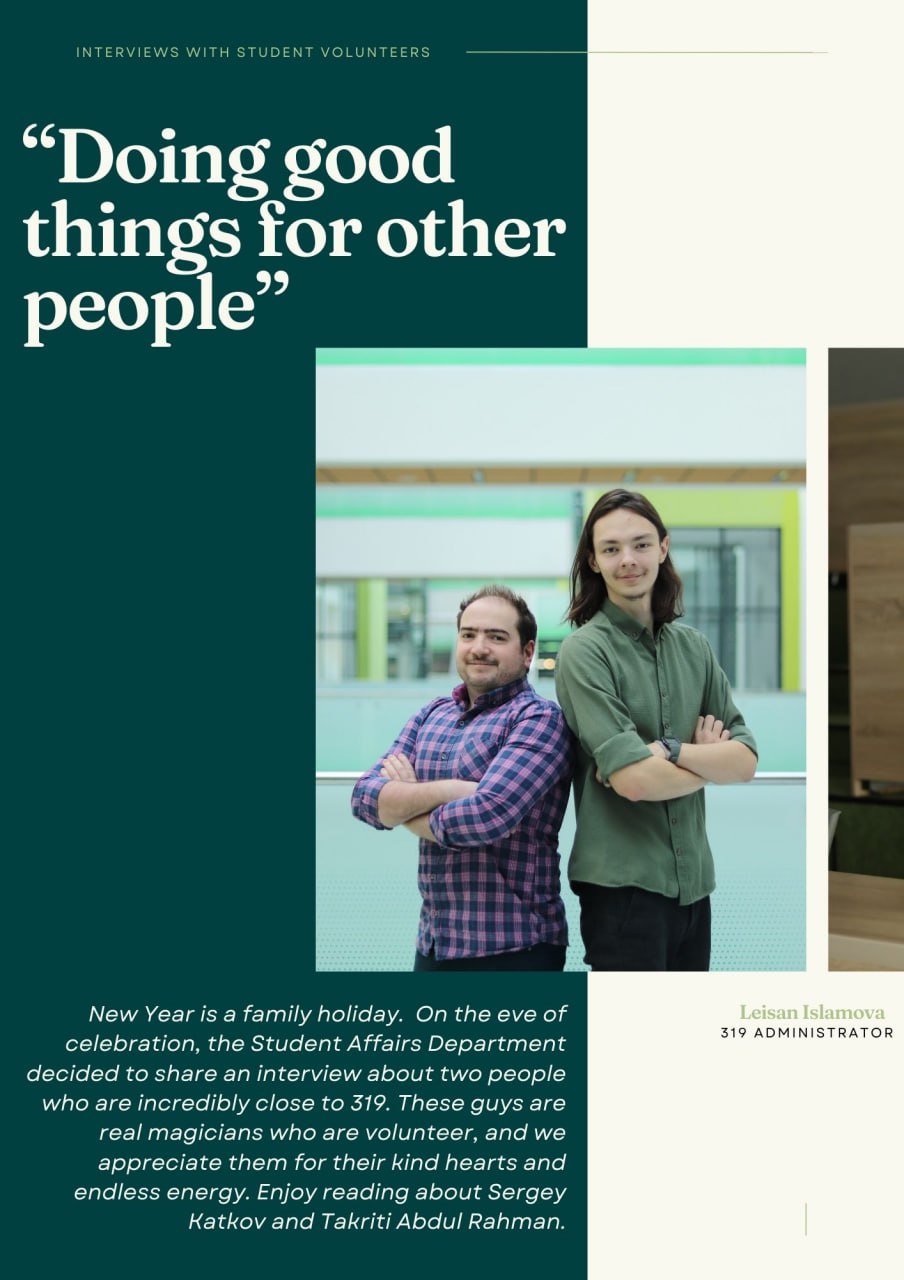 INTERVIEWS WITH STUDENT VOLUNTEERS
“Doing good
things for other
people”
New Year is a family holiday.  On the eve of
celebration, the Student Affairs Department
decided to share an interview about two people
who are incredibly close to 319. These guys are
real magicians who are volunteer, and we
appreciate them for their kind hearts and
endless energy. Enjoy reading about Sergey
Katkov and Takriti Abdul Rahman.
Leisan Islamova
319 ADMINISTRATOR